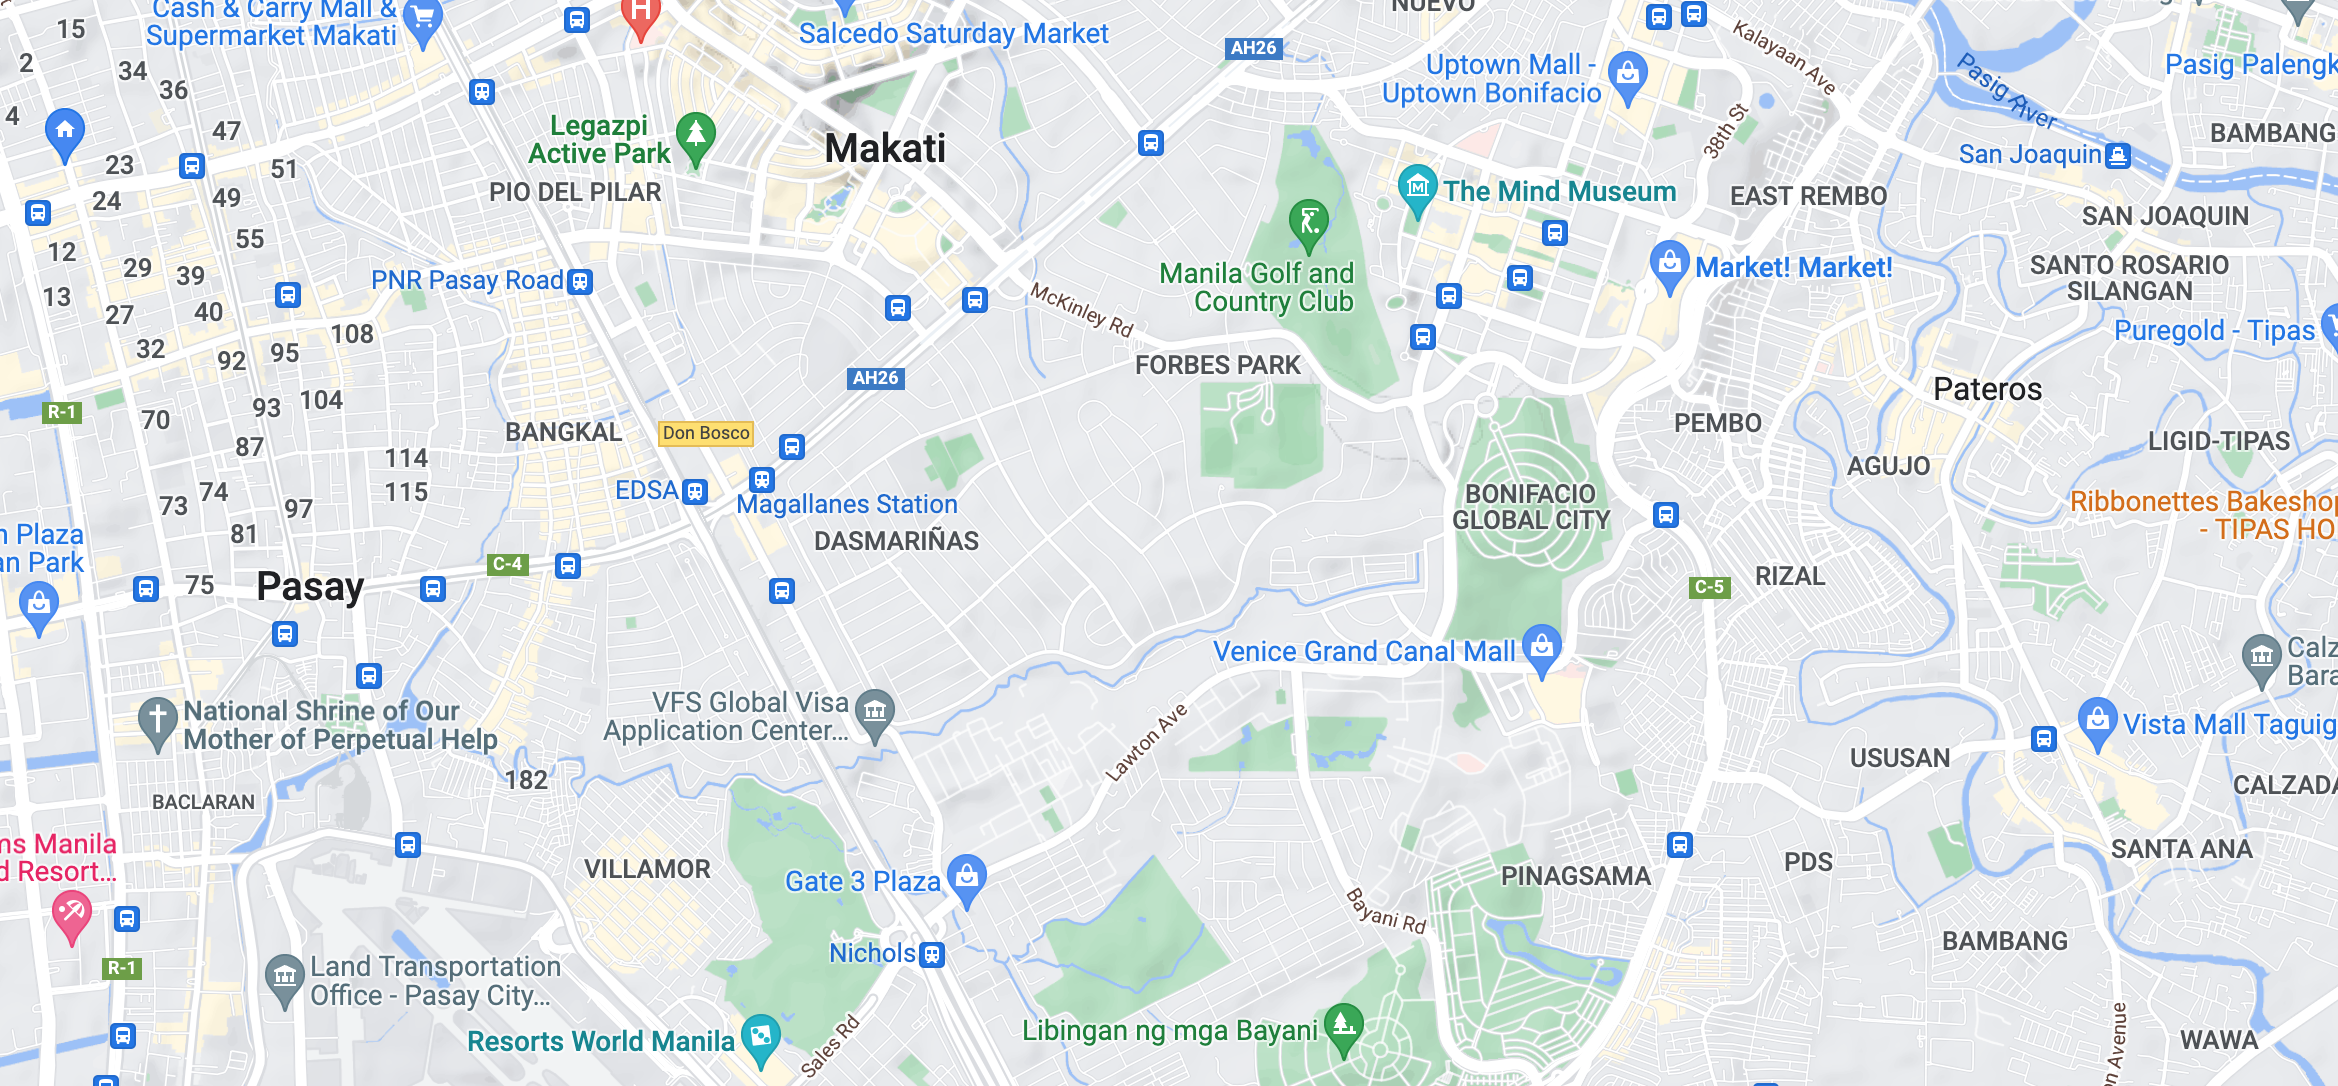 Cash & Carry Mall &
Supermarket Makati
H
Salcedo Saturday Market
AH26
NUEVO
Kalayaan Ave
Uptown Mall -
Uptown Bonifacio
Pasig River
Pasig Palengk
BAMBANG
15
2
34
36
4
47
23
51
24
49
55
12
29
39
13
27
40
108
32
92
95
104
93
70
87
114
115
74
73
97
81
75
Legazpi
Active Park
PIO DEL PILAR
Makati
38th St
San Joaquin
The Mind Museum
M
EAST REMBO
SAN JOAQUIN
PNR Pasay Road
Manila Golf and
Country Club
Market! Market!
SANTO ROSARIO
SILANGAN
McKinley Rd
Puregold - Tipas
FORBES PARK
AH26
Pateros
R-1
BANGKAL
Don Bosco
PEMBO
LIGID-TIPAS
AGUJO
EDSA
Magallanes Station
BONIFACIO
GLOBAL CITY
Ribbonettes Bakeshop
- TIPAS HO
n Plaza
an Park
DASMARIÑAS
C-4
Pasay
RIZAL
C-5
Venice Grand Canal Mall
Calz
Bara
National Shrine of Our
Mother of Perpetual Help
VFS Global Visa
Application Center...
Lawton Ave
Vista Mall Taguig
USUSAN
182
CALZADA
BACLARAN
ms Manila
d Resort...
VILLAMOR
Gate 3 Plaza
PINAGSAMA
PDS
SANTA ANA
Bayani Rd
BAMBANG
Nichols
R-1
Land Transportation
Office - Pasay City...
Resorts World Manila
Sales Rd
Libingan ng mga Bayani
WAWA
on Avenue